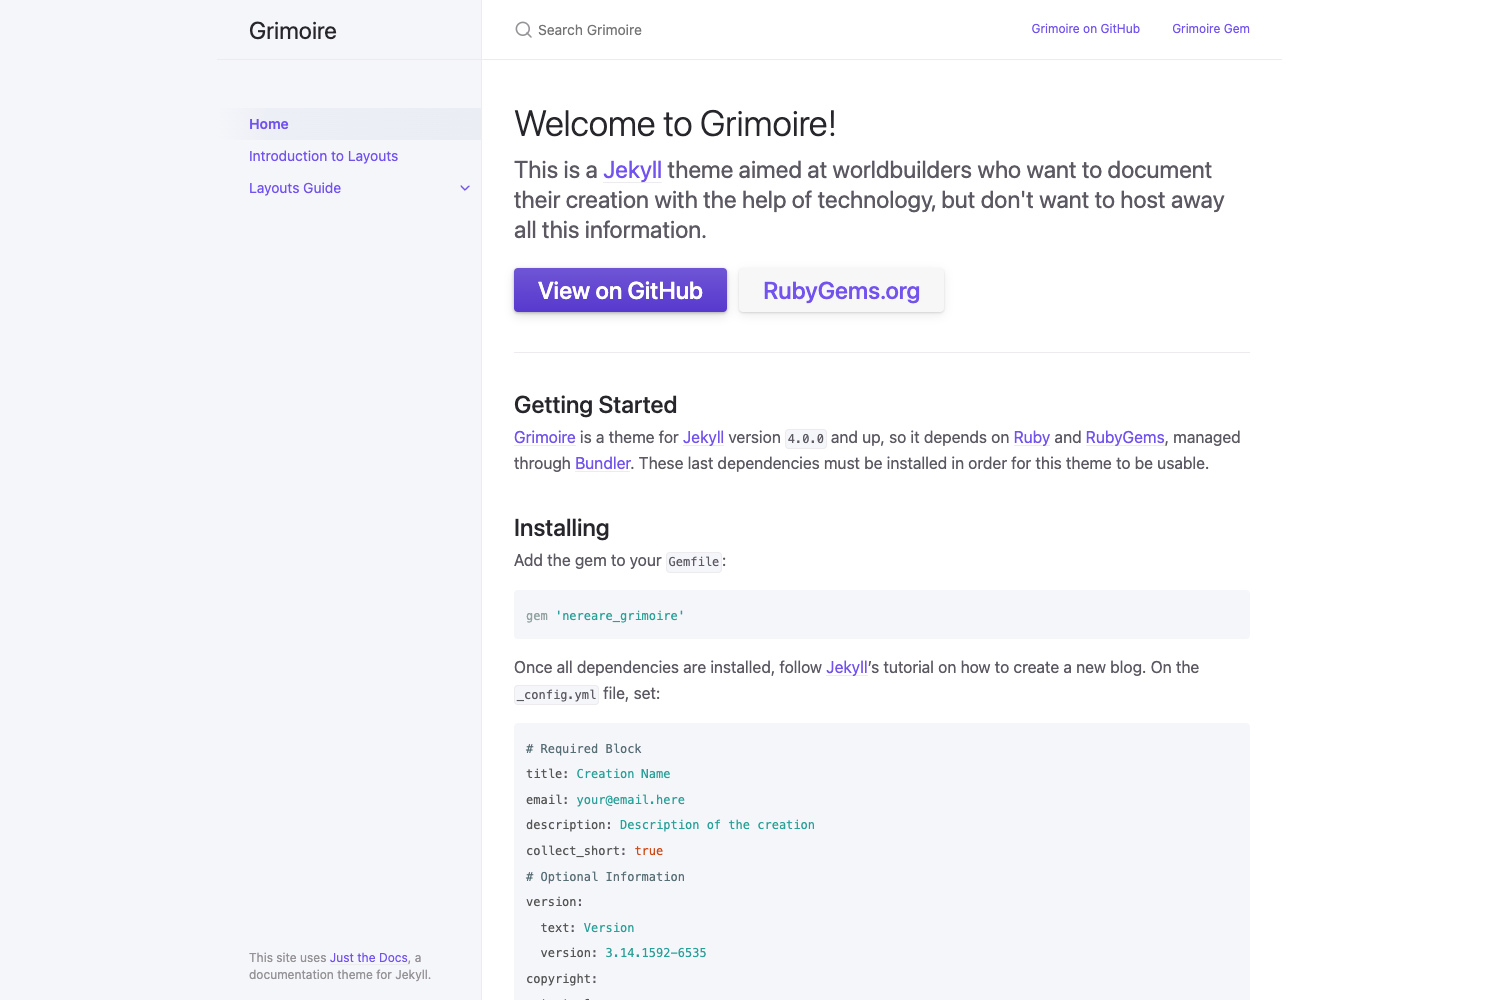 Grimoire
Search Grimoire
Grimoire on GitHub
Grimoire Gem
Home
Introduction to Layouts
Layouts Guide
Welcome to Grimoire!
This is a Jekyll theme aimed at worldbuilders who want to document
their creation with the help of technology, but don't want to host away
all this information.
View on GitHub
RubyGems.org
Getting Started
Grimoire is a theme for Jekyll version 4.0.0 and up, so it depends on Ruby and RubyGems, managed
through Bundler. These last dependencies must be installed in order for this theme to be usable.
Installing
Add the gem to your Gemfile:
gem 'nereare_grimoire'
Once all dependencies are installed, follow Jekyll’s tutorial on how to create a new blog. On the
_config.yml file, set:
# Required Block
title: Creation Name
email: your@email.here
description: Description of the creation
collect_short: true
# Optional Information
version:
  text: Version
  version: 3.14.1592-6535
copyright:
This site uses Just the Docs, a
documentation theme for Jekyll.